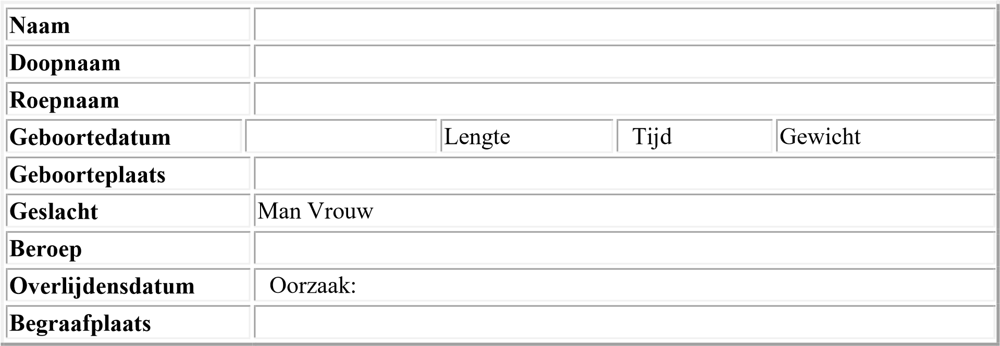 Naam
Doopnaam
Roepnaam
Geboortedatum Lengte Tijd Gewicht
Geboorteplaats
Geslacht Man Vrouw
Beroep
Overlijdensdatum Oorzaak:
Begraafplaats